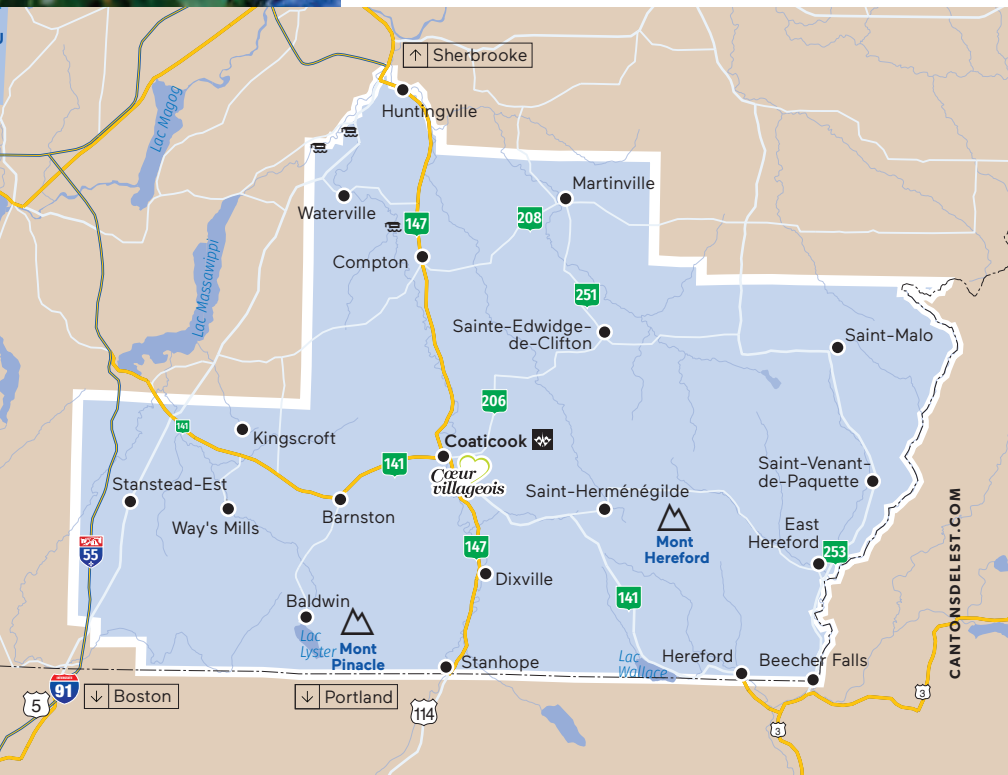 ↑ Sherbrooke
Huntingville
Lac Magog
Martinville
Waterville
208
147
Compton
Lac Massawippi
251
Sainte-Edwidge-
de-Clifton
Saint-Malo
206
141
Kingscroft
Coaticook
141
Cœur
villageois
Saint-Venant-
de-Paquette
Stanstead-Est
Saint-Herménégilde
Way's Mills
Barnston
East
Hereford
253
Mont
Hereford
55
147
Dixville
141
Baldwin
Lac
Lyster
Mont
Pinacle
Stanhope
Lac
Wallace
Hereford
Beecher Falls
CANTONSDELEST.COM
91
5
↓ Boston
↓ Portland
114
3
3